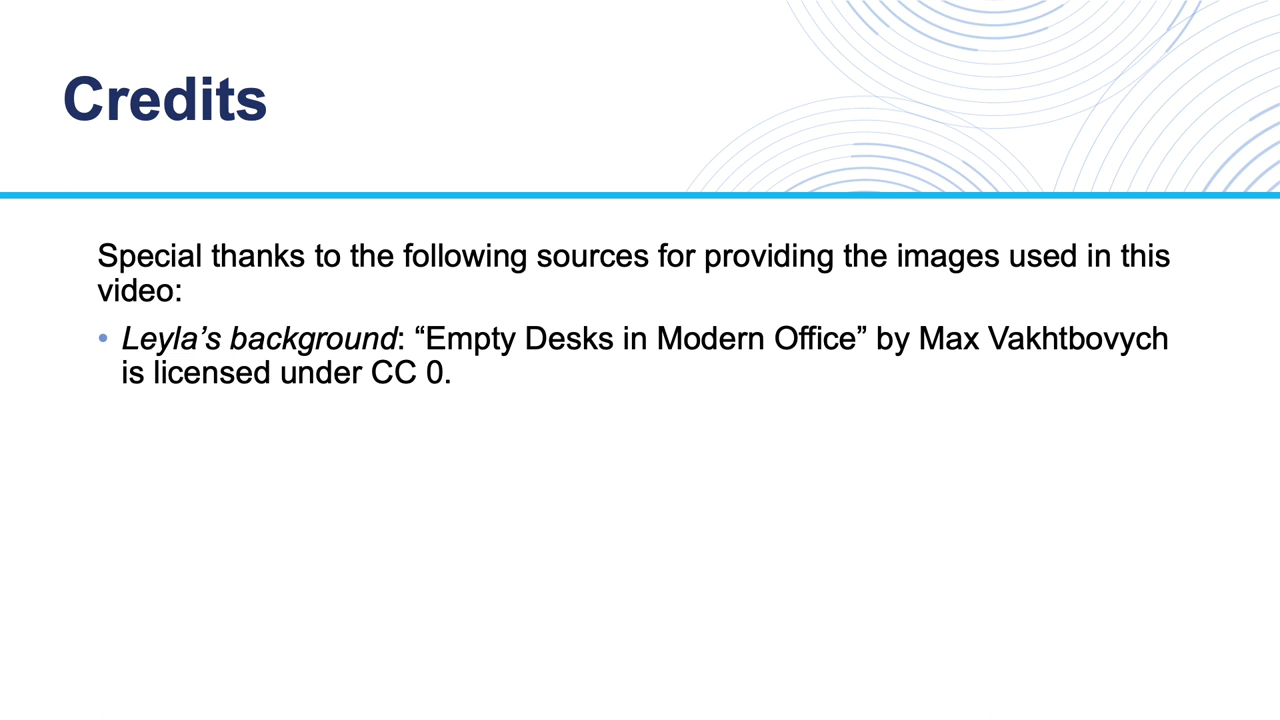 Credits
Special thanks to the following sources for providing the images used in this
video:
• Leyla’s background: “Empty Desks in Modern Office” by Max Vakhtbovych
is licensed under CC 0.